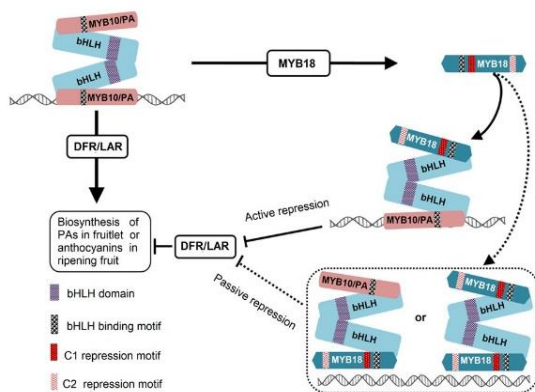 MYB10/PA
bHLH
bHLH
MYB10/PA
MYB18
MYB18
DFR/LAR
MYB18
bHLH
bHLH
MYB10/PA
Active repression
Biosynthesis of
PAs in fruitlet or
anthocyanins in
ripening fruit
DFR/LAR
Passive repression
MYB10/PA
bHLH
bHLH
MYB18
or
MYB18
bHLH
bHLH
MYB18
bHLH domain
bHLH binding motif
C1 repression motif
C2 repression motif